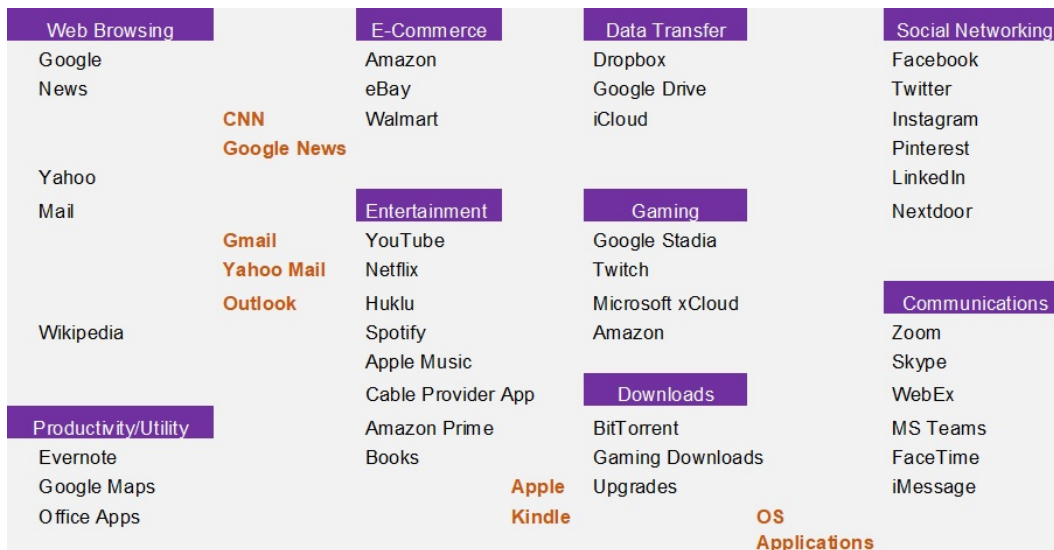 Web Browsing
Google
News
CNN
Google News
Yahoo
Mail
Gmail
Yahoo Mail
Outlook
Wikipedia
Productivity/Utility
Evernote
Google Maps
Office Apps
E-Commerce
Amazon
eBay
Walmart
Entertainment
YouTube
Netflix
Huklu
Spotify
Apple Music
Cable Provider App
Amazon Prime
Books
Apple
Kindle
Data Transfer
Dropbox
Google Drive
iCloud
Gaming
Google Stadia
Twitch
Microsoft xCloud
Amazon
Downloads
BitTorrent
Gaming Downloads
Upgrades
OS
Applications
Social Networking
Facebook
Twitter
Instagram
Pinterest
LinkedIn
Nextdoor
Communications
Zoom
Skype
WebEx
MS Teams
FaceTime
iMessage